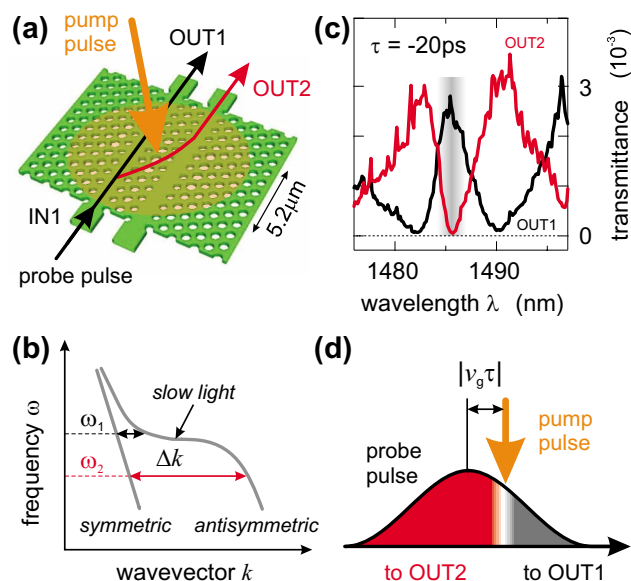 (a)
pump
pulse
OUT1
OUT2
IN1
5.2μm
probe pulse
(b)
frequency ω
slow light
ω₁
Δk
ω₂
symmetric
antisymmetric
wavevector k
(c)
τ = -20ps
OUT2
OUT1
3
0
transmittance (10⁻³)
1480
1490
wavelength λ (nm)
(d)
|vgτ|
pump
pulse
probe
pulse
to OUT2
to OUT1